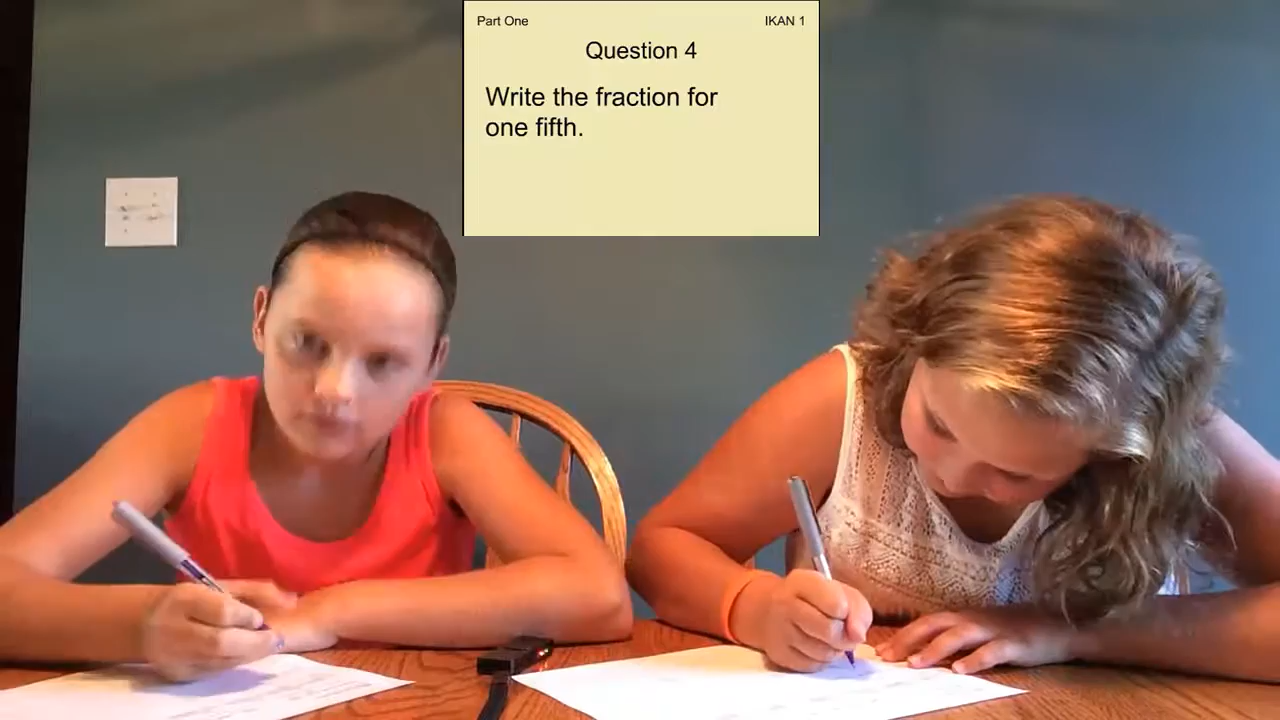 Part One IKAN 1
Question 4
Write the fraction for
one fifth.